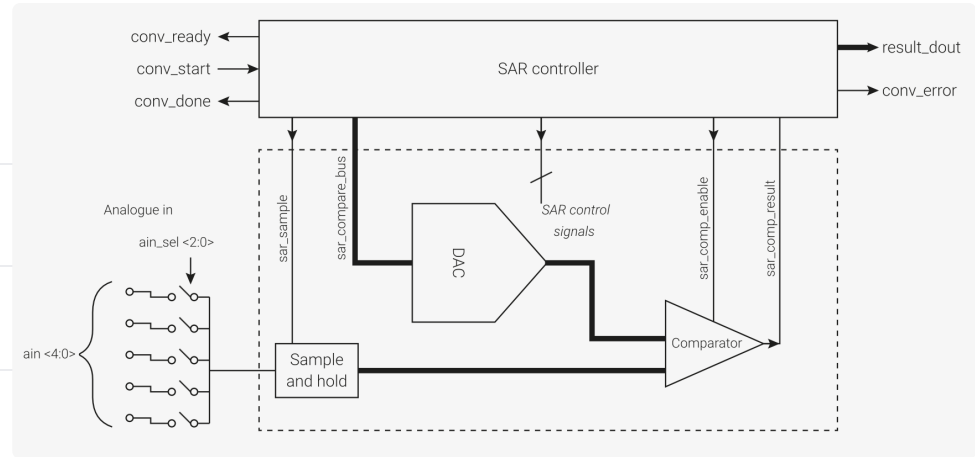 conv_ready
conv_start
conv_done
SAR controller
result_dout
conv_error
sar_sample
sar_compare_bus
SAR control
signals
sar_comp_enable
sar_comp_result
Analogue in
ain_sel <2:0>
DAC
ain <4:0>
Sample
and hold
Comparator